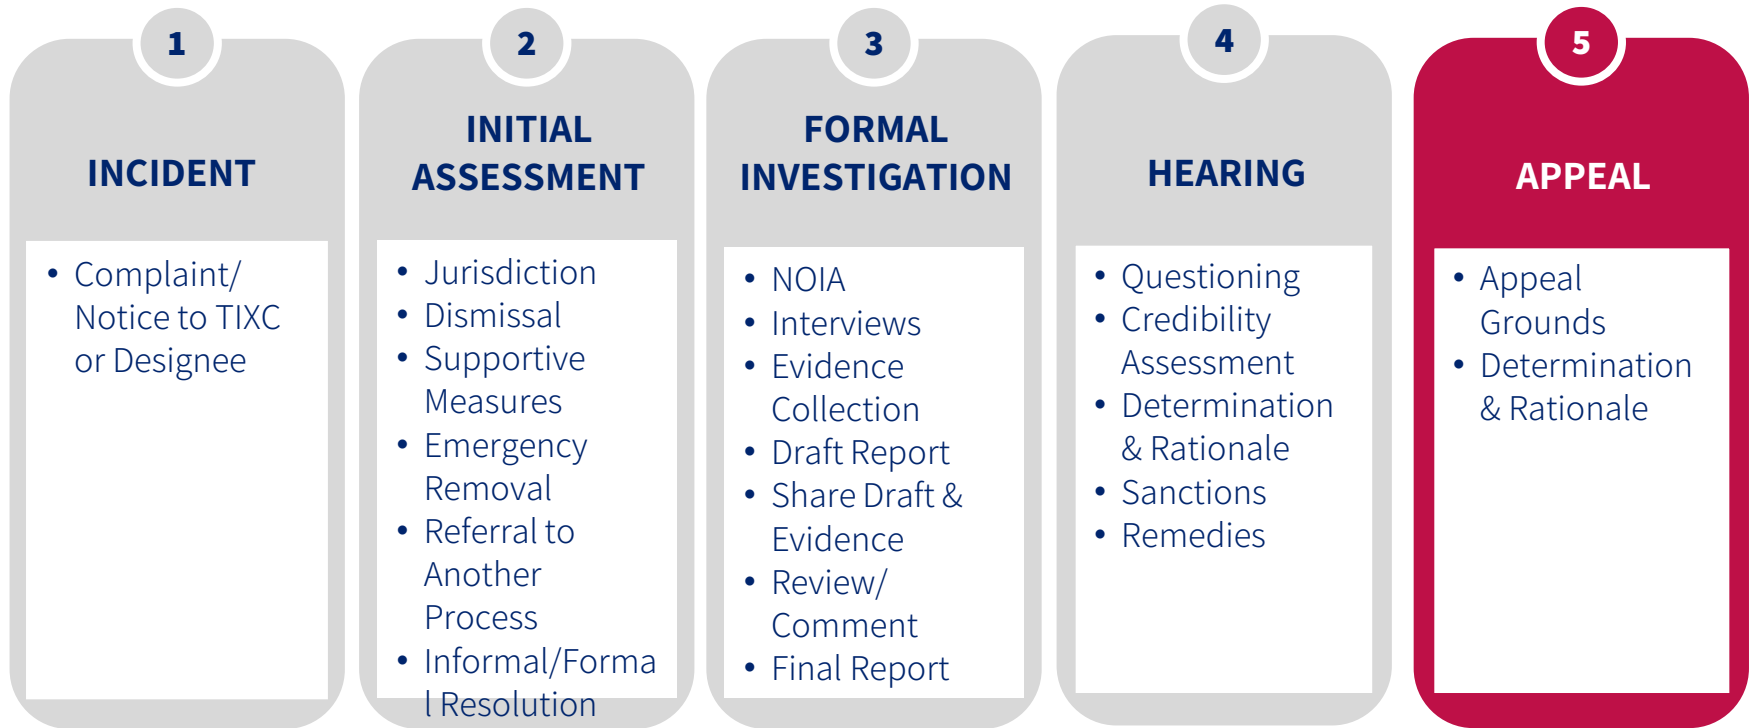 1
INCIDENT
• Complaint/
Notice to TIXC
or Designee
2
INITIAL
ASSESSMENT
• Jurisdiction
• Dismissal
• Supportive
Measures
• Emergency
Removal
• Referral to
Another
Process
• Informal/Forma
l Resolution
3
FORMAL
INVESTIGATION
• NOIA
• Interviews
• Evidence
Collection
• Draft Report
• Share Draft &
Evidence
• Review/
Comment
• Final Report
4
HEARING
• Questioning
• Credibility
Assessment
• Determination
& Rationale
• Sanctions
• Remedies
5
APPEAL
• Appeal
Grounds
• Determination
& Rationale